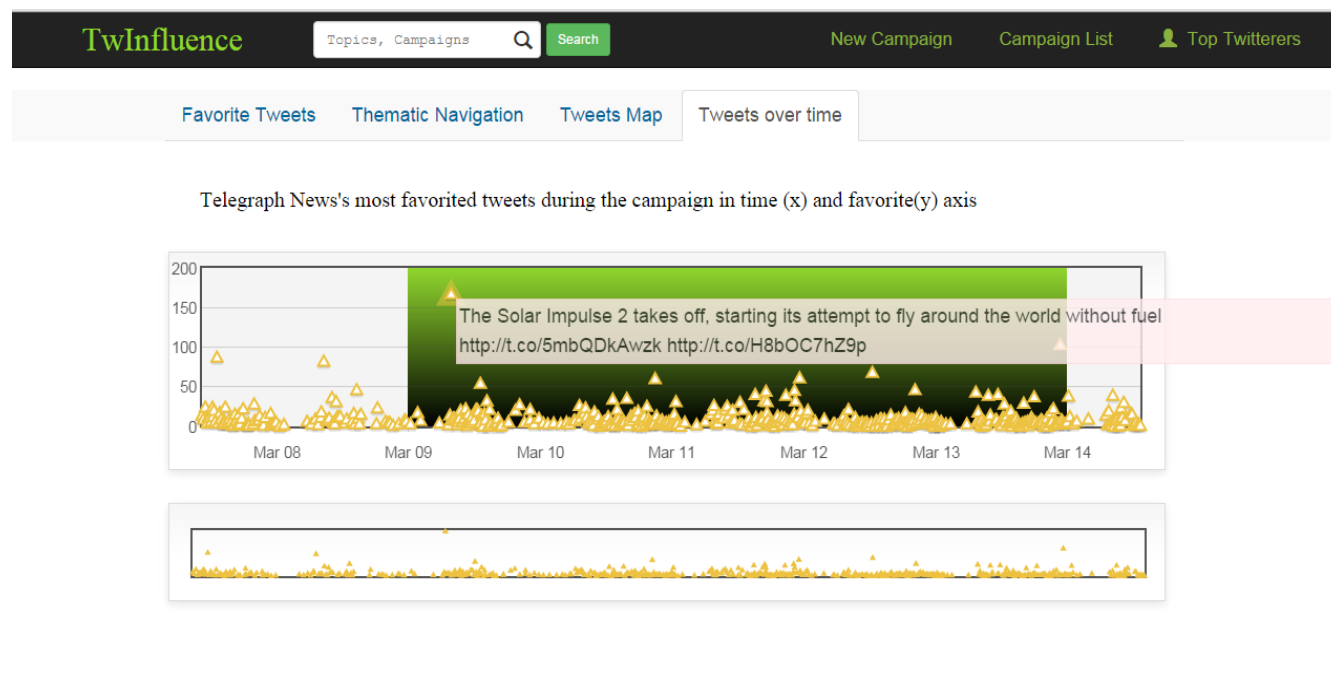 TwInfluence
Topics, Campaigns
Search
New Campaign
Campaign List
Top Twitterers
Favorite Tweets
Thematic Navigation
Tweets Map
Tweets over time
Telegraph News's most favorited tweets during the campaign in time (x) and favorite(y) axis
200
150
100
50
0
The Solar Impulse 2 takes off, starting its attempt to fly around the world without fuel
http://t.co/5mbQDkAwzk http://t.co/H8bOC7hZ9p
Mar 08
Mar 09
Mar 10
Mar 11
Mar 12
Mar 13
Mar 14